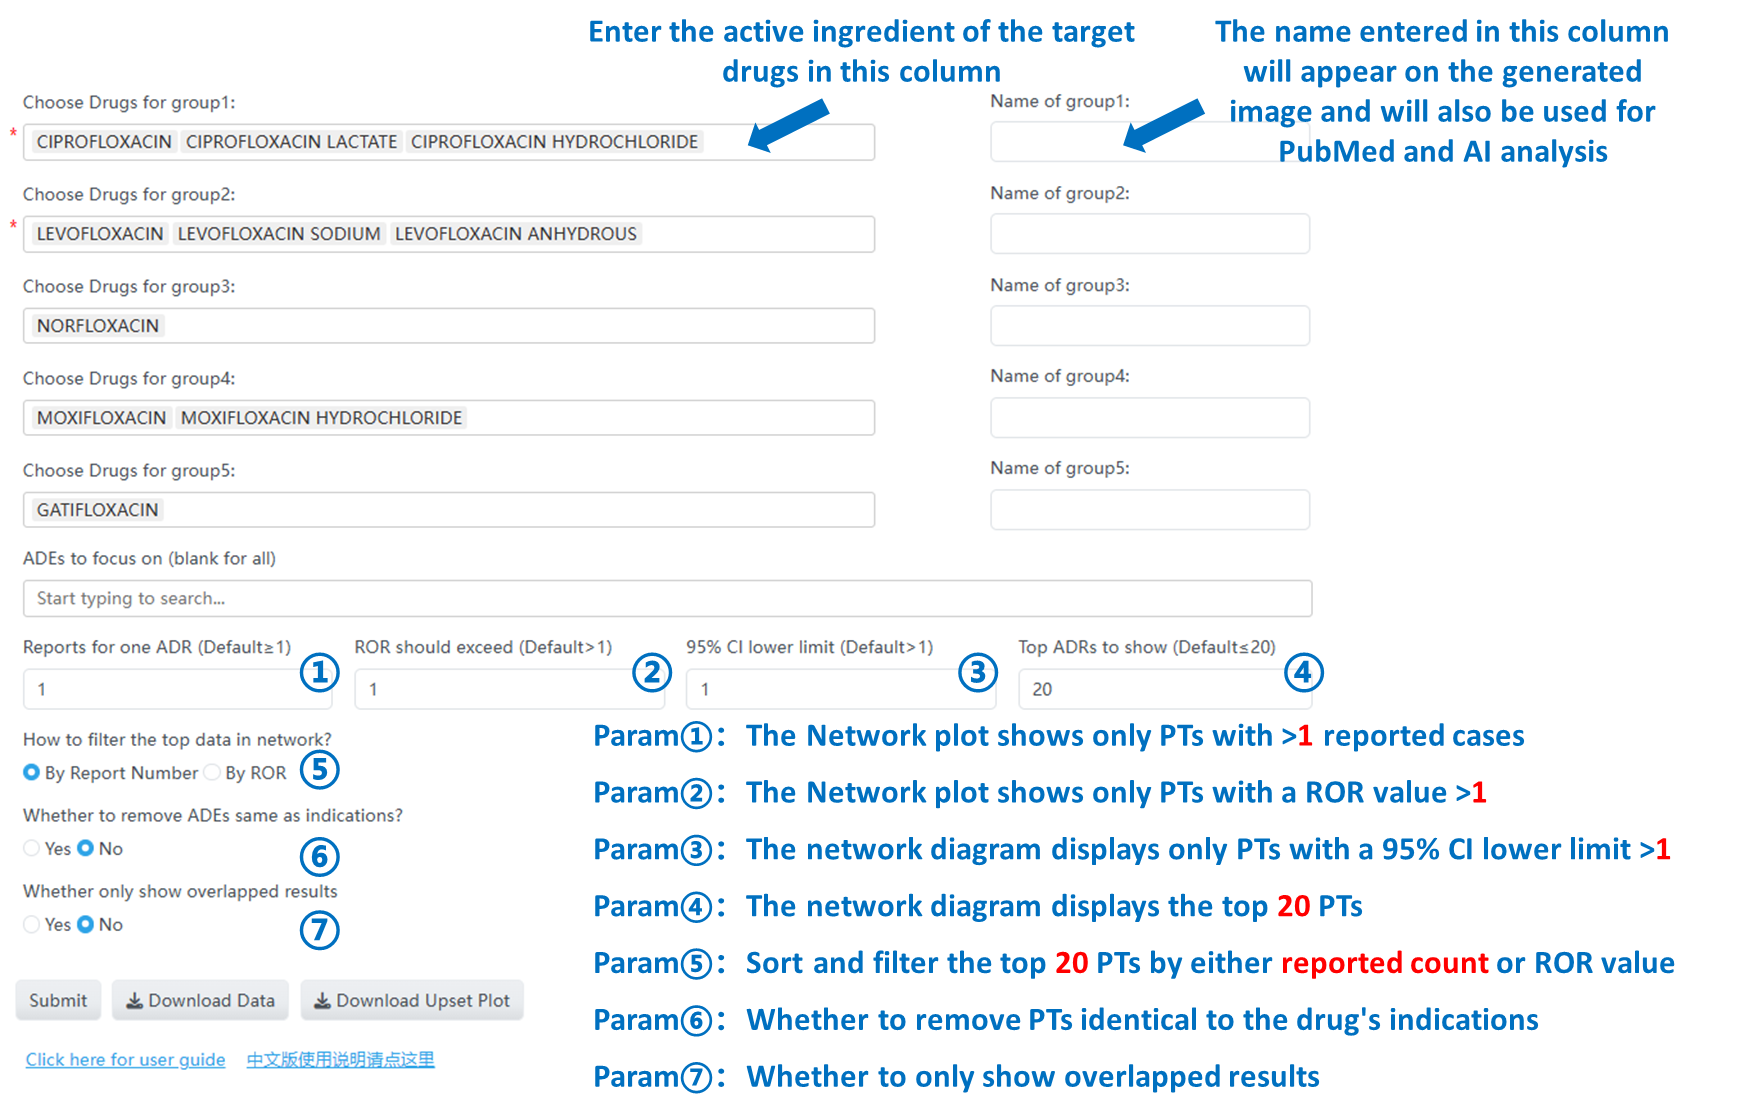 Enter the active ingredient of the target
drugs in this column
The name entered in this column
will appear on the generated
image and will also be used for
PubMed and AI analysis
Choose Drugs for group1:
Name of group1:
* CIPROFLOXACIN CIPROFLOXACIN LACTATE CIPROFLOXACIN HYDROCHLORIDE
Choose Drugs for group2:
Name of group2:
* LEVOFLOXACIN LEVOFLOXACIN SODIUM LEVOFLOXACIN ANHYDROUS
Choose Drugs for group3:
Name of group3:
NORFLOXACIN
Choose Drugs for group4:
Name of group4:
MOXIFLOXACIN MOXIFLOXACIN HYDROCHLORIDE
Choose Drugs for group5:
Name of group5:
GATIFLOXACIN
ADEs to focus on (blank for all)
Start typing to search...
Reports for one ADR (Default≥1) ROR should exceed (Default>1) 95% CI lower limit (Default>1) Top ADRs to show (Default≤20)
1 ① 1 ② 1 ③ 20 ④
How to filter the top data in network?
By Report Number By ROR ⑤
Whether to remove ADEs same as indications?
Yes No ⑥
Whether only show overlapped results
Yes No ⑦
Submit Download Data Download Upset Plot
Click here for user guide 中文版使用说明请点这里
Param①: The Network plot shows only PTs with >1 reported cases
Param②: The Network plot shows only PTs with a ROR value >1
Param③: The network diagram displays only PTs with a 95% CI lower limit >1
Param④: The network diagram displays the top 20 PTs
Param⑤: Sort and filter the top 20 PTs by either reported count or ROR value
Param⑥: Whether to remove PTs identical to the drug's indications
Param⑦: Whether to only show overlapped results